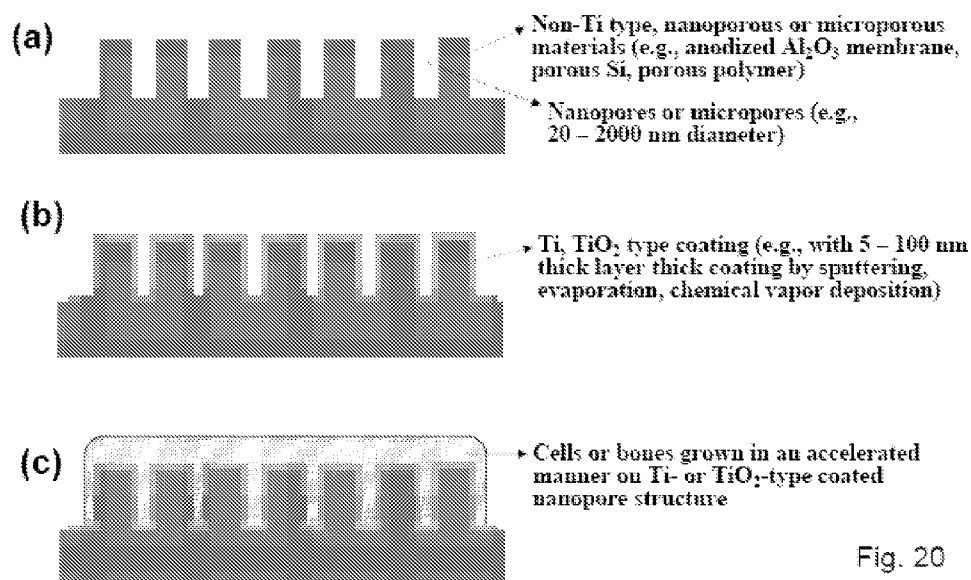 (a)
Non-Ti type, nanoporous or microporous
materials (e.g., anodized Al₂O₃ membrane,
porous Si, porous polymer)
Nanopores or micropores (e.g.,
20 – 2000 nm diameter)
(b)
Ti, TiO₂ type coating (e.g., with 5 – 100 nm
thick layer thick coating by sputtering,
evaporation, chemical vapor deposition)
(c)
Cells or bones grown in an accelerated
manner on Ti- or TiO₂-type coated
nanopore structure
Fig. 20